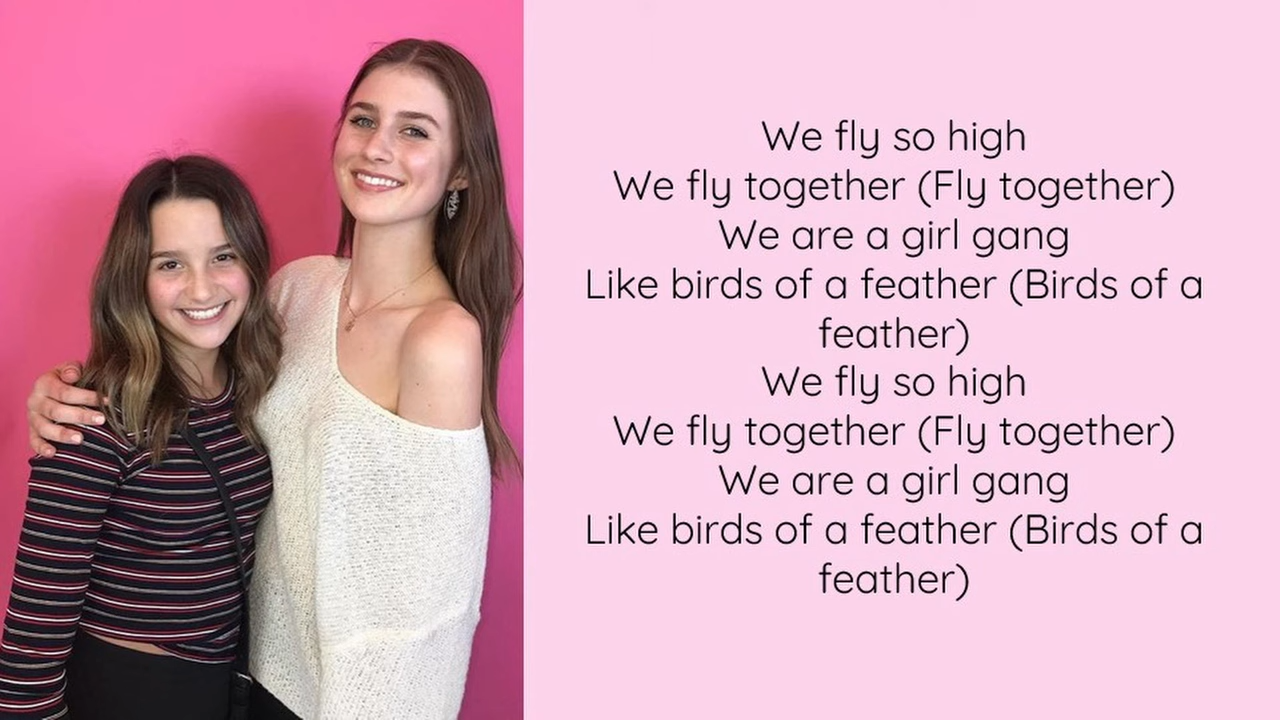 We fly so high
We fly together (Fly together)
We are a girl gang
Like birds of a feather (Birds of a
feather)
We fly so high
We fly together (Fly together)
We are a girl gang
Like birds of a feather (Birds of a
feather)